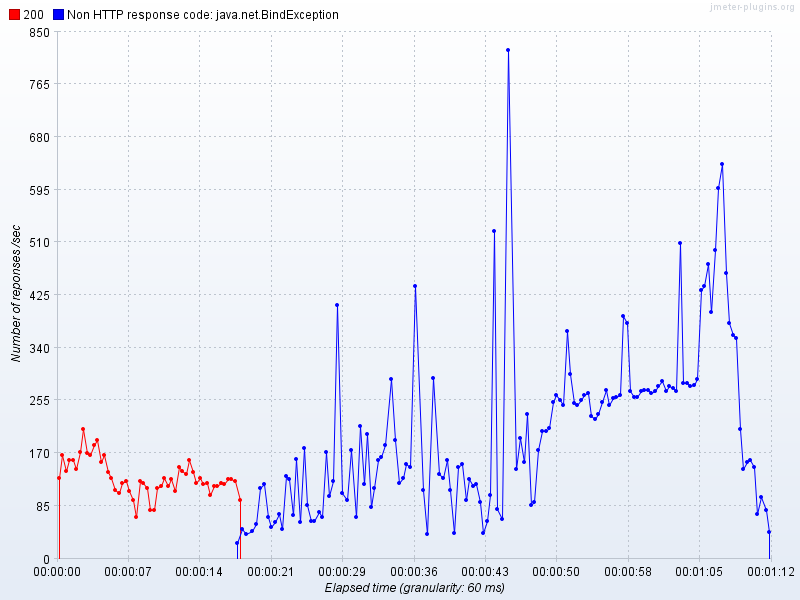 200 Non HTTP response code: java.net.BindException
jmeter-plugins.org
850
765
680
595
510
425
340
255
170
85
0
Number of reponses /sec
00:00:00 00:00:07 00:00:14 00:00:21 00:00:29 00:00:36 00:00:43 00:00:50 00:00:58 00:01:05 00:01:12
Elapsed time (granularity: 60 ms)